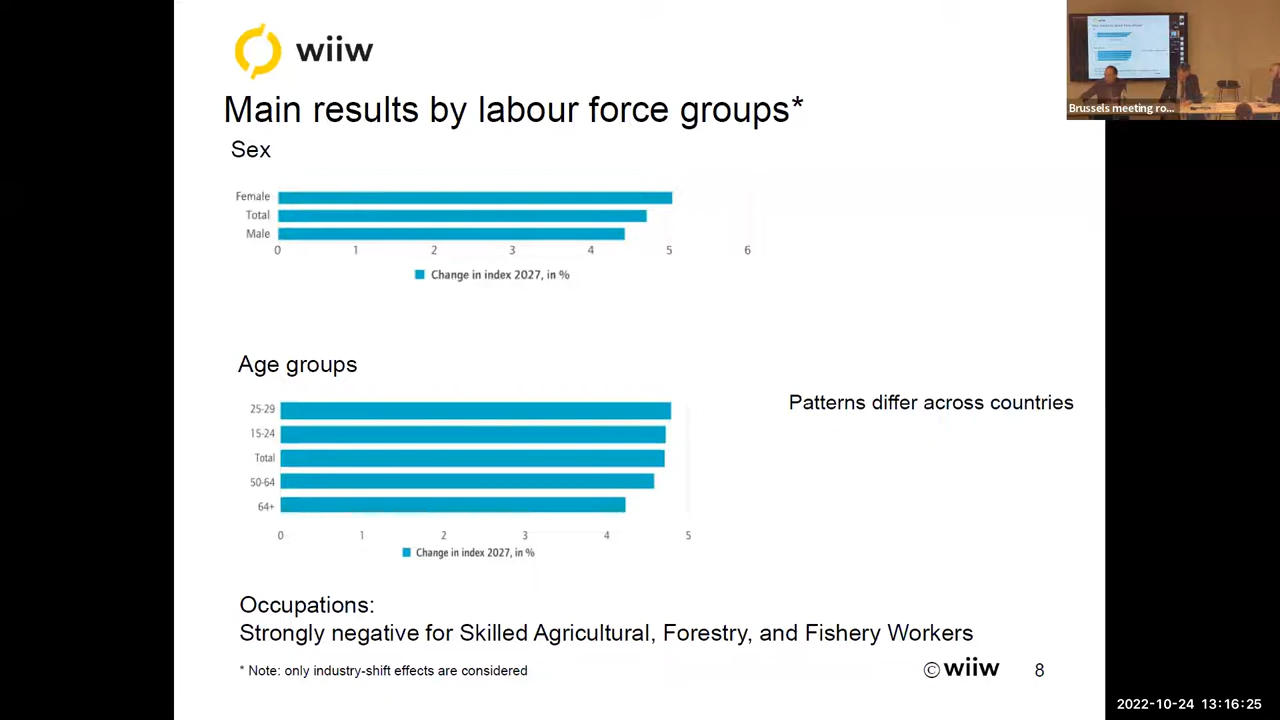 wiiw
Main results by labour force groups*
Sex
Female
Total
Male
0 1 2 3 4 5 6
Change in index 2027, in %
Age groups
25-29
15-24
Total
50-64
64+
0 1 2 3 4 5
Change in index 2027, in %
Patterns differ across countries
Occupations:
Strongly negative for Skilled Agricultural, Forestry, and Fishery Workers
* Note: only industry-shift effects are considered
© wiiw 8
Brussels meeting ro...
2022-10-24 13:16:25